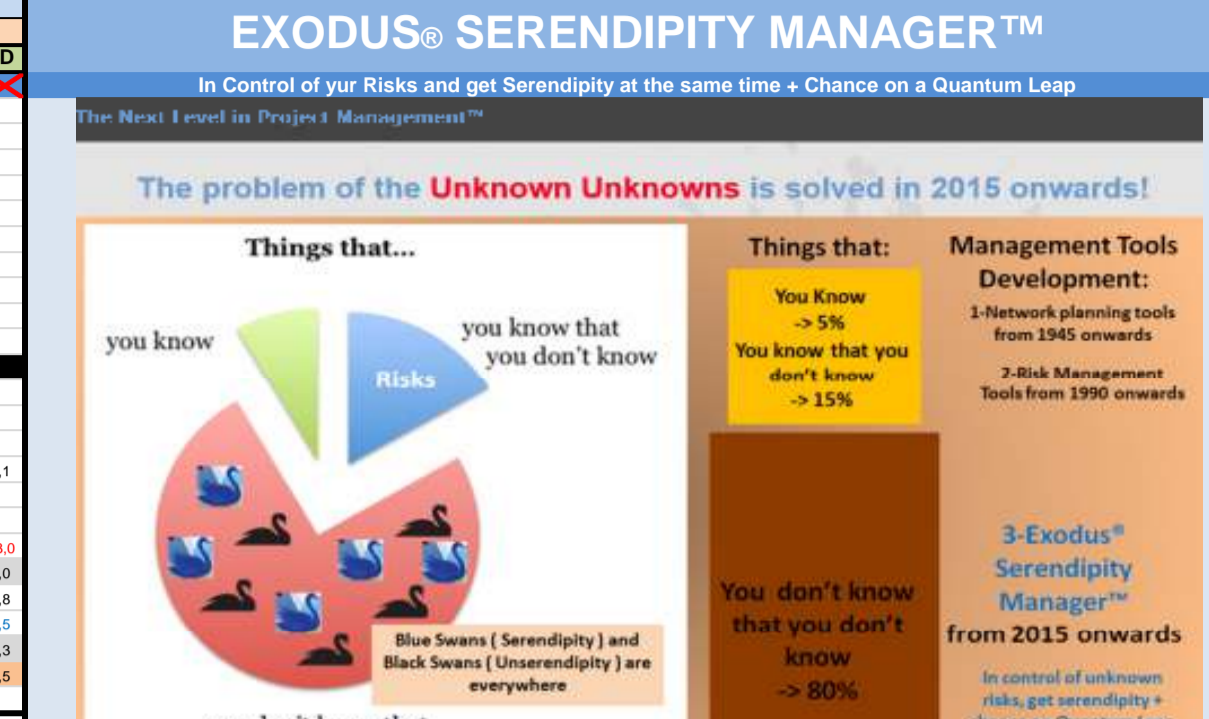 D
,1
3,0
,0
,8
,5
,3
,5
EXODUS® SERENDIPITY MANAGER™
In Control of yur Risks and get Serendipity at the same time + Chance on a Quantum Leap
The Next Level in Project Management™
The problem of the Unknown Unknowns is solved in 2015 onwards!
Things that...
you know
you know that
you don't know
Risks
Blue Swans ( Serendipity ) and
Black Swans ( Unserendipity ) are
everywhere
Things that:
You Know
-> 5%
You know that you
don't know
-> 15%
You don't know
that you don't
know
-> 80%
Management Tools
Development:
1-Network planning tools
from 1945 onwards
2-Risk Management
Tools from 1990 onwards
3-Exodus®
Serendipity
Manager™
from 2015 onwards
In control of unknown
risks, get serendipity +